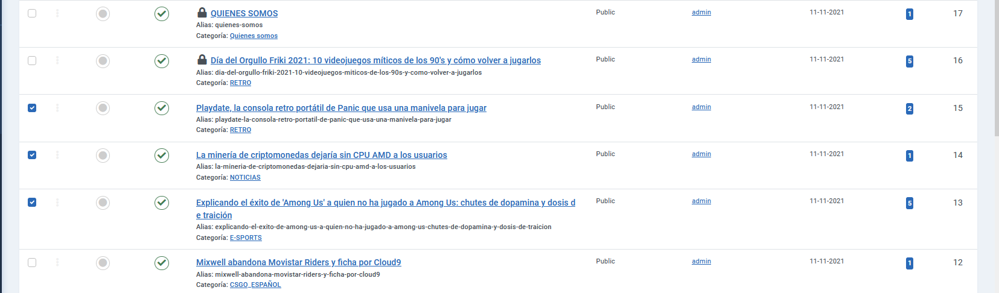 QUIENES SOMOS Public admin 11-11-2021 1 17
Alias: quienes-somos
Categoría: Quienes somos
Día del Orgullo Friki 2021: 10 videojuegos míticos de los 90's y cómo volver a jugarlos Public admin 11-11-2021 5 16
Alias: dia-del-orgullo-friki-2021-10-videojuegos-miticos-de-los-90s-y-como-volver-a-jugarlos
Categoría: RETRO
Playdate, la consola retro portátil de Panic que usa una manivela para jugar Public admin 11-11-2021 2 15
Alias: playdate-la-consola-retro-portatil-de-panic-que-usa-una-manivela-para-jugar
Categoría: RETRO
La minería de criptomonedas dejaría sin CPU AMD a los usuarios Public admin 11-11-2021 1 14
Alias: la-mineria-de-criptomonedas-dejaria-sin-cpu-amd-a-los-usuarios
Categoría: NOTICIAS
Explicando el éxito de 'Among Us' a quien no ha jugado a Among Us: chutes de dopamina y dosis d Public admin 11-11-2021 5 13
e traición
Alias: explicando-el-exito-de-among-us-a-quien-no-ha-jugado-a-among-us-chutes-de-dopamina-y-dosis-de-traicion
Categoría: E-SPORTS
Mixwell abandona Movistar Riders y ficha por Cloud9 Public admin 11-11-2021 1 12
Alias: mixwell-abandona-movistar-riders-y-ficha-por-cloud9
Categoría: CSGO_ESPAÑOL